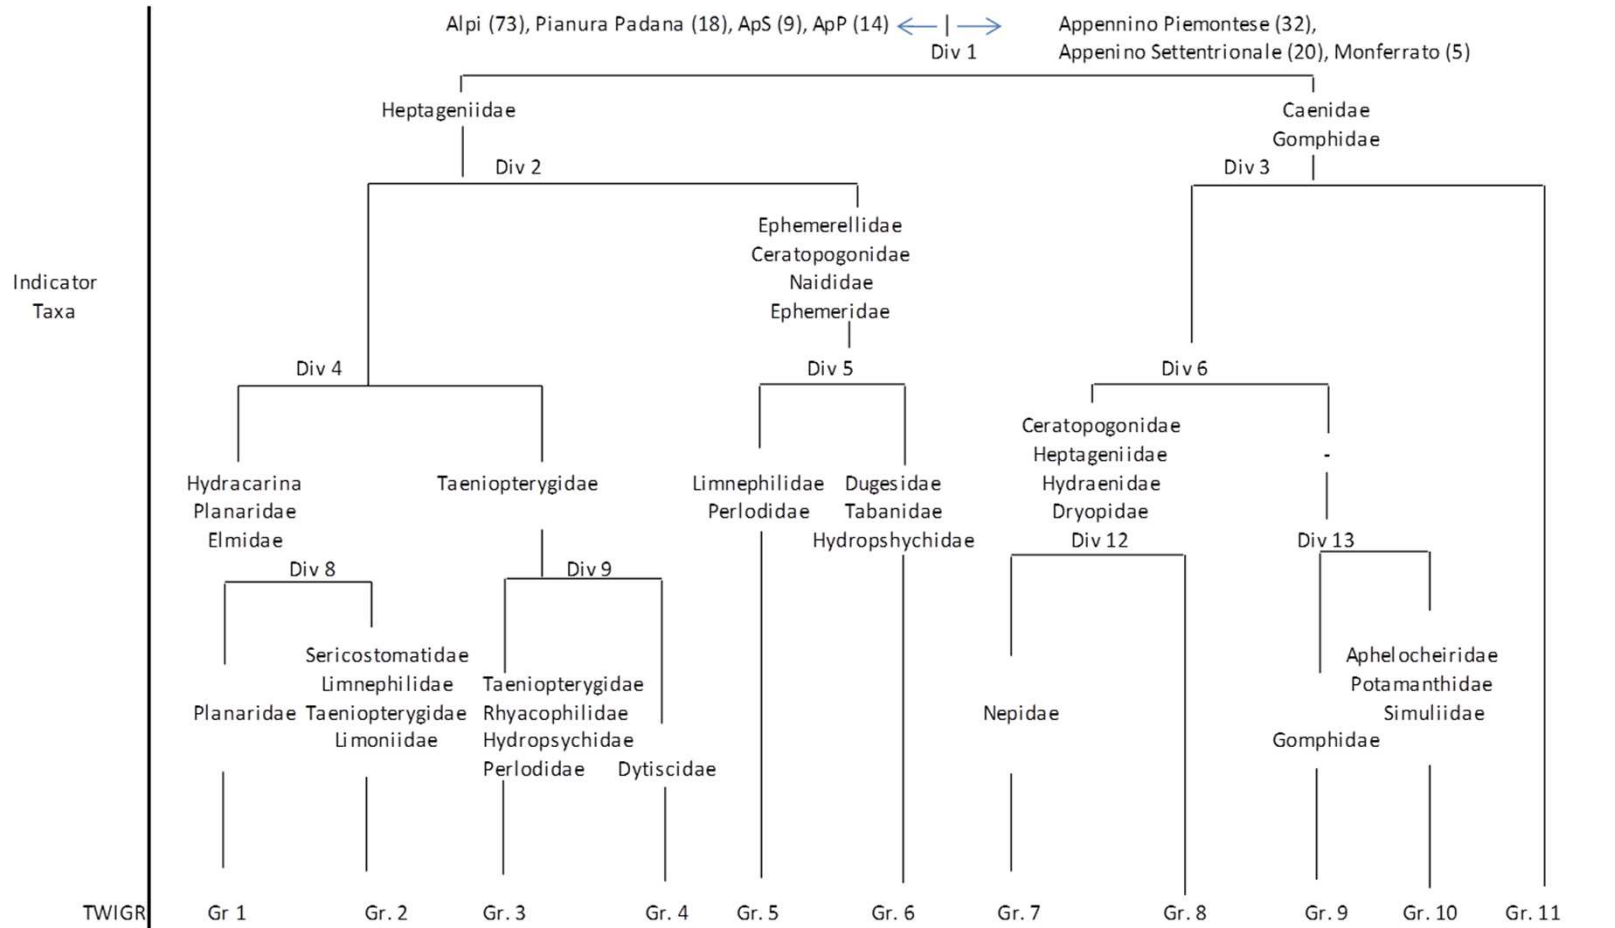 Alpi (73), Pianura Padana (18), ApS (9), ApP (14)
Appennino Piemontese (32),
Div 1
Appenino Settentrionale (20), Monferrato (5)
Heptageniidae
Caenidae
Gomphidae
Div 2
Div 3
Ephemerellidae
Ceratopogonidae
Naididae
Ephemeridae
Indicator
Taxa
Div 4
Div 5
Div 6
Hydracarina
Planaridae
Elmidae
Taeniopterygidae
Limnephilidae
Perlodidae
Dugesidae
Tabanidae
Hydropshychidae
Ceratopogonidae
Heptageniidae
Hydraenidae
Dryopidae
-
Div 8
Div 9
Div 12
Div 13
Planaridae
Sericostomatidae
Limnephilidae
Taeniopterygidae
Limoniidae
Taeniopterygidae
Rhyacophilidae
Hydropsychidae
Perlodidae
Dytiscidae
Nepidae
Gomphidae
Aphelocheiridae
Potamanthidae
Simuliidae
TWIGR Gr 1 Gr. 2 Gr. 3 Gr. 4 Gr. 5 Gr. 6 Gr. 7 Gr. 8 Gr. 9 Gr. 10 Gr. 11